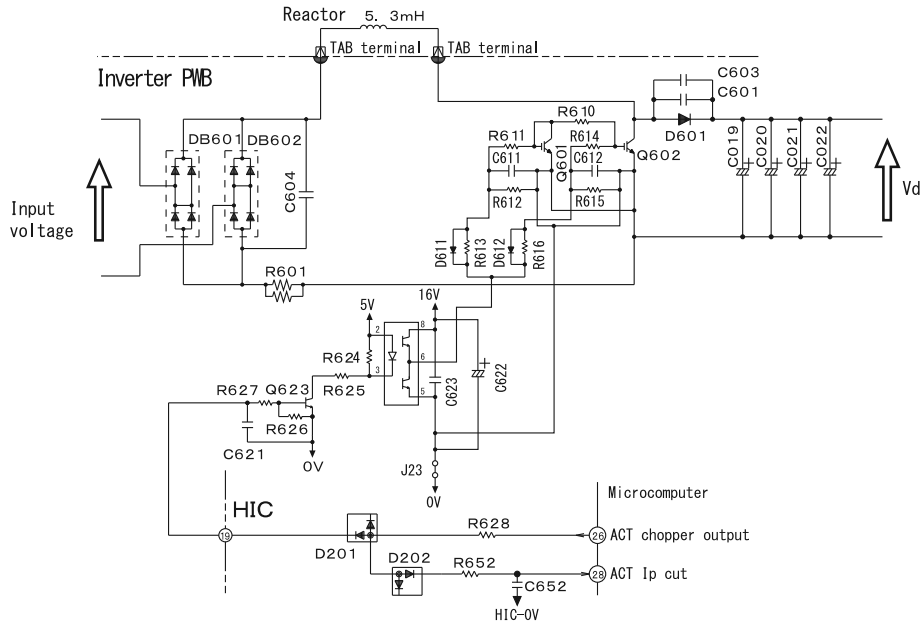 Reactor 5. 3mH
TAB terminal
TAB terminal
Inverter PWB
C603
C601
D601
DB601
DB602
C604
R610
R611
R614
C611
Q601
C612
Q602
R612
R615
C019
C020
C021
C022
Vd
Input
voltage
D611
R613
D612
R616
R601
5V
16V
2
8
R624
6
3
5
R625
C623
C622
R627
Q623
R626
C621
0V
J23
0V
HIC
Microcomputer
19
D201
R628
26
ACT chopper output
D202
R652
28
ACT Ip cut
C652
HIC-0V